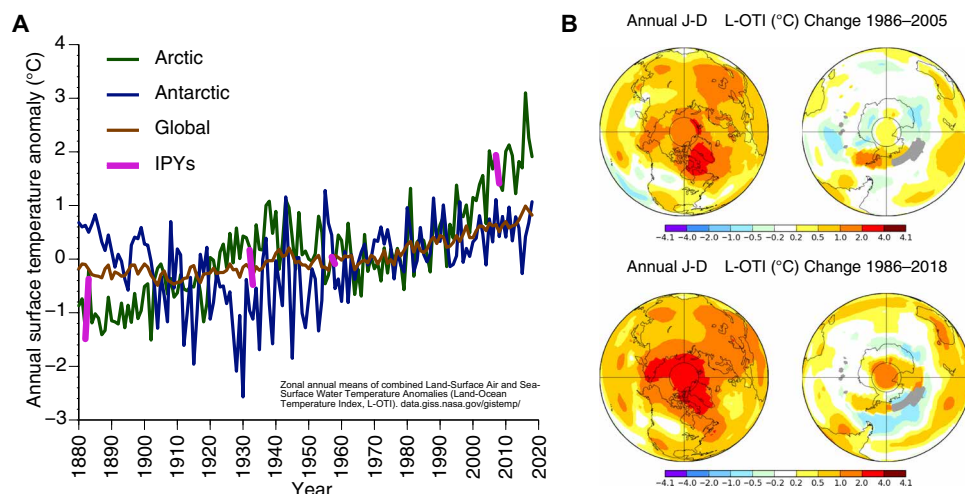 A
Annual surface temperature anomaly (°C)
4
3
2
1
0
−1
−2
−3
Arctic
Antarctic
Global
IPYs
Zonal annual means of combined Land-Surface Air and Sea-
Surface Water Temperature Anomalies (Land-Ocean
Temperature Index, L-OTI). data.giss.nasa.gov/gistemp/
1880
1890
1900
1910
1920
1930
1940
1950
1960
1970
1980
1990
2000
2010
2020
Year
B
Annual J-D L-OTI (°C) Change 1986–2005
−4.1 −4.0 −2.0 −1.0 −0.5 −0.2 0.2 0.5 1.0 2.0 4.0 4.1
Annual J-D L-OTI (°C) Change 1986–2018
−4.1 −4.0 −2.0 −1.0 −0.5 −0.2 0.2 0.5 1.0 2.0 4.0 4.1